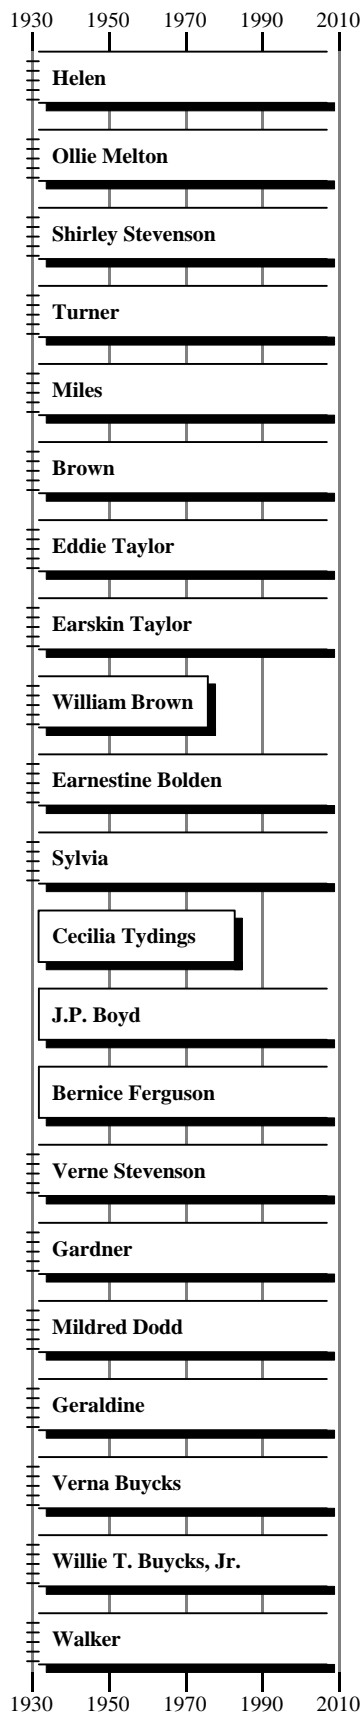 1930 1950 1970 1990 2010
Helen
Ollie Melton
Shirley Stevenson
Turner
Miles
Brown
Eddie Taylor
Earskin Taylor
William Brown
Earnestine Bolden
Sylvia
Cecilia Tydings
J.P. Boyd
Bernice Ferguson
Verne Stevenson
Gardner
Mildred Dodd
Geraldine
Verna Buycks
Willie T. Buycks, Jr.
Walker
1930 1950 1970 1990 2010